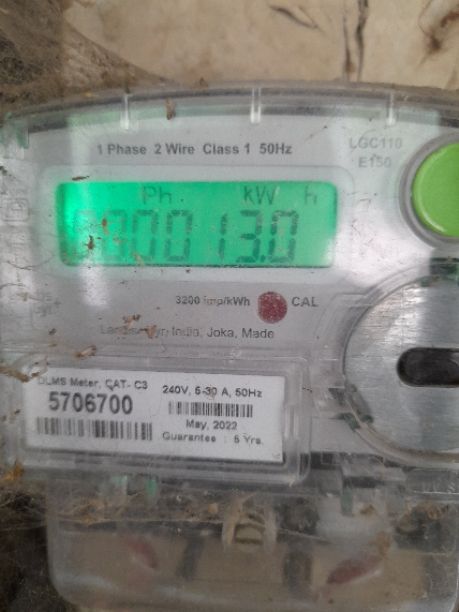 1 Phase 2 Wire Class 1 50Hz
LGC110
E150
Ph kW h
013.0
3200 imp/kWh
CAL
India, Joka, Made
DLMS Meter, CAT- C3
240V, 5-30 A, 50Hz
5706700
May, 2022
Guarantee : 5 Yrs.